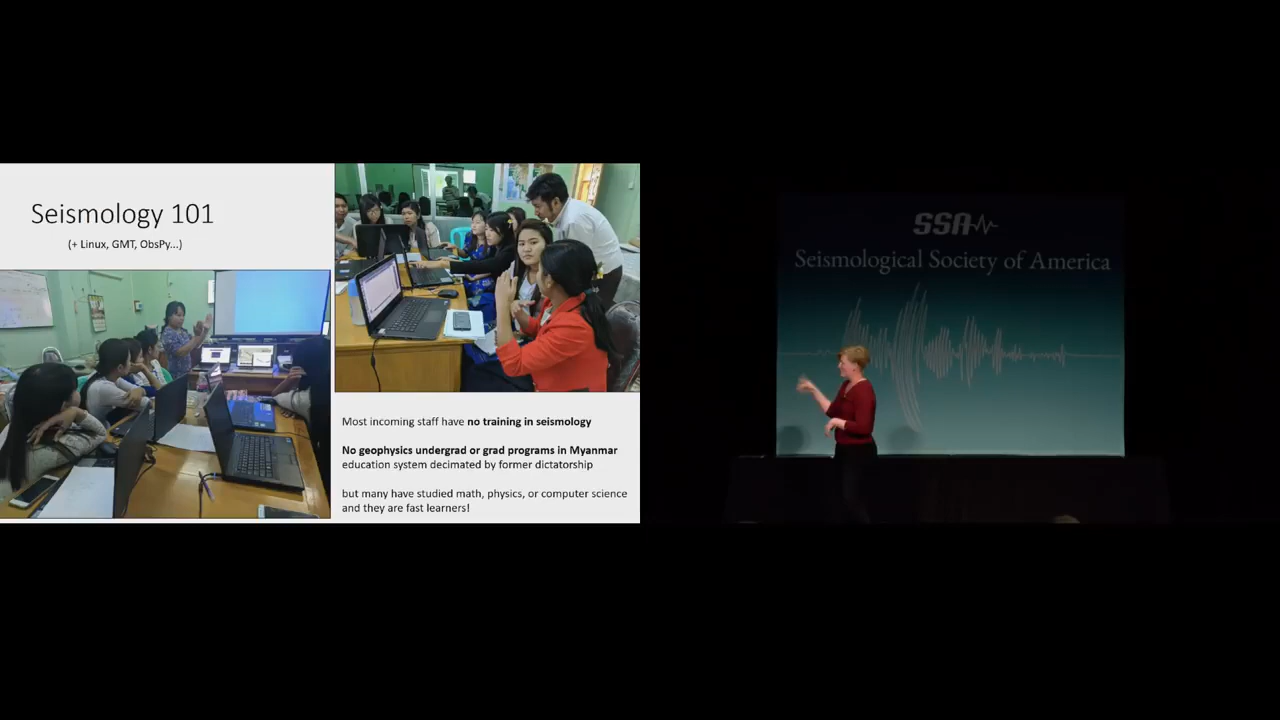 Seismology 101
(+ Linux, GMT, ObsPy...)
Most incoming staff have no training in seismology
No geophysics undergrad or grad programs in Myanmar
education system decimated by former dictatorship
but many have studied math, physics, or computer science
and they are fast learners!
SSA
Seismological Society of America